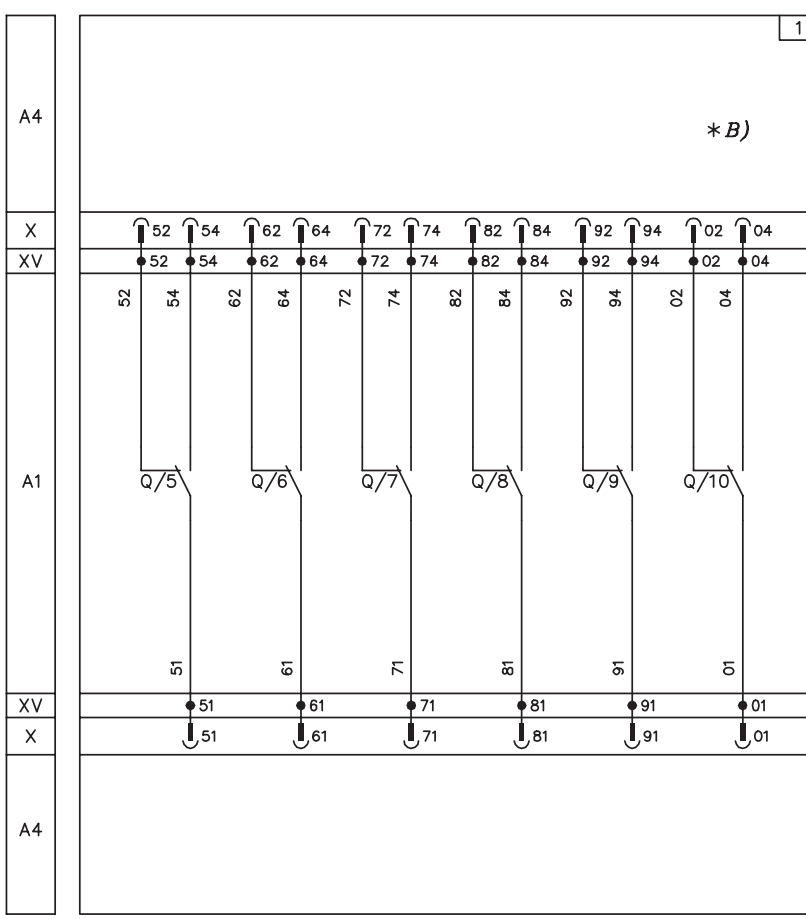 1
A4
* B)
X 52 54 62 64 72 74 82 84 92 94 02 04
XV 52 54 62 64 72 74 82 84 92 94 02 04
52 54 62 64 72 74 82 84 92 94 02 04
A1 Q/5 Q/6 Q/7 Q/8 Q/9 Q/10
51 61 71 81 91 01
XV 51 61 71 81 91 01
X 51 61 71 81 91 01
A4